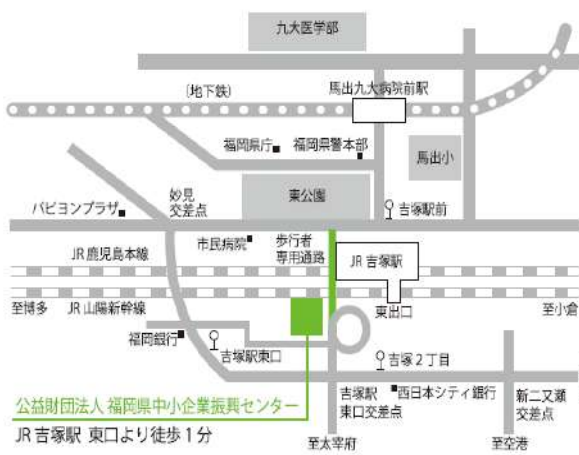 九大医学部
(地下鉄)
馬出九大病院前駅
福岡県庁
福岡県警本部
馬出小
東公園
パピヨンプラザ
妙見
交差点
吉塚駅前
市民病院
歩行者
専用通路
JR 鹿児島本線
JR 吉塚駅
至博多
JR 山陽新幹線
東出口
至小倉
福岡銀行
吉塚駅東口
吉塚2丁目
公益財団法人 福岡県中小企業振興センター
JR 吉塚駅 東口より徒歩1分
吉塚駅
東口交差点
西日本シティ銀行
新二又瀬
交差点
至太宰府
至空港